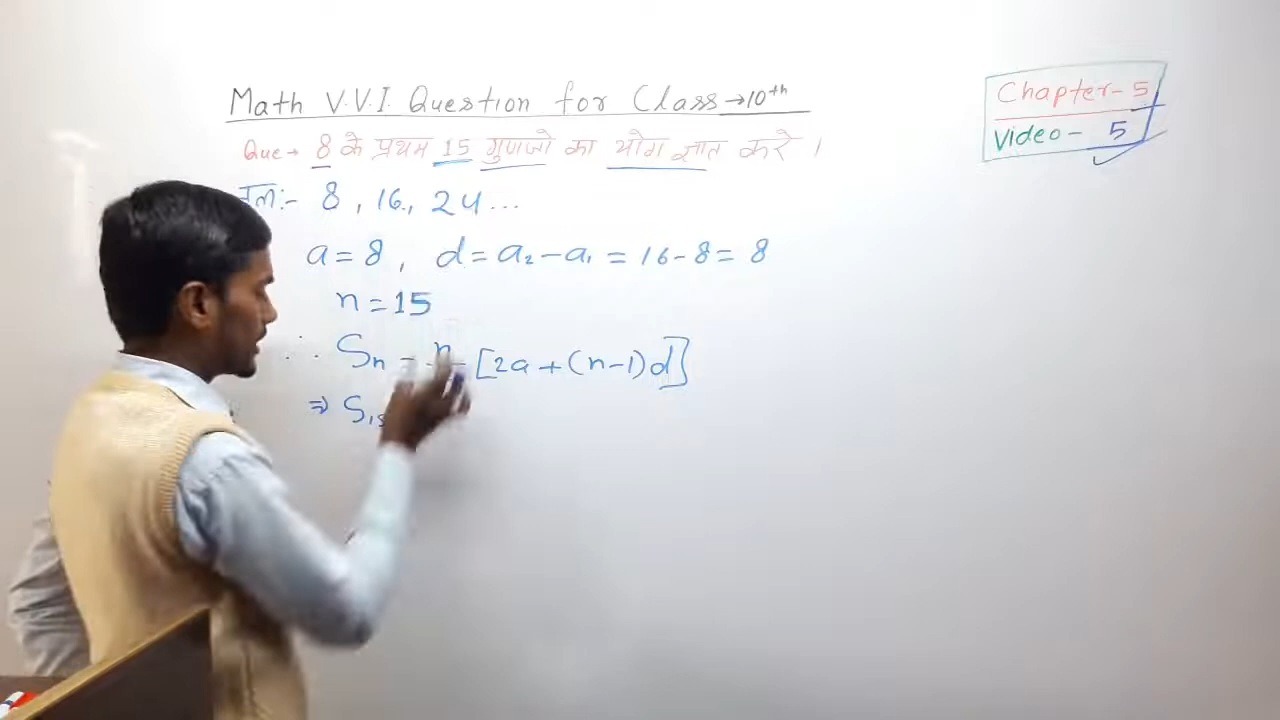 Math V.V.I. Question for Class→10th
Que→ 8 के प्रथम 15 गुणजो का योग ज्ञात करे ।
Chapter-5
Video- 5
हल:- 8, 16, 24...
a = 8, d = a₂-a₁ = 16-8 = 8
n = 15
∴ Sn = n [2a+(n-1)d]
⇒ S15